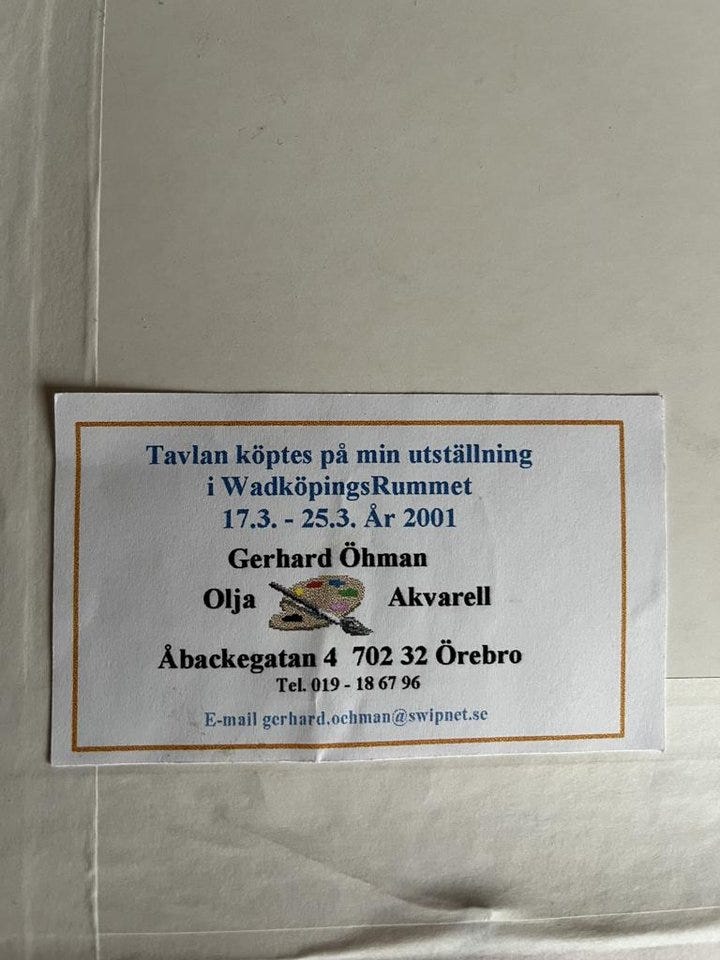 Tavlan köptes på min utställning
i WadköpingsRummet
17.3. - 25.3. År 2001
Gerhard Öhman
Olja Akvarell
Åbackegatan 4 702 32 Örebro
Tel. 019 - 18 67 96
E-mail gerhard.oehman@swipnet.se